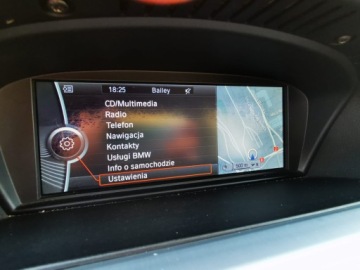 18:25 Bailey
CD/Multimedia
Radio
Telefon
Nawigacja
Kontakty
Usługi BMW
Info o samochodzie
Ustawienia